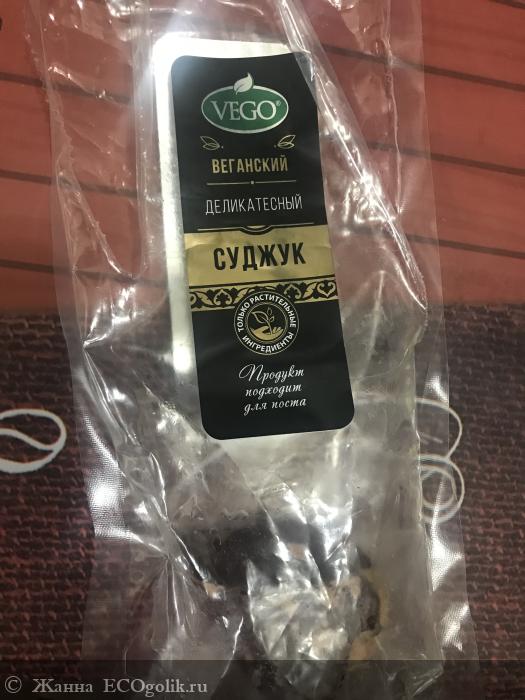 VEGO
ВЕГАНСКИЙ
ДЕЛИКАТЕСНЫЙ
СУДЖУК
ТОЛЬКО РАСТИТЕЛЬНЫЕ
ИНГРЕДИЕНТЫ
Продукт
подходит
для поста
© Жанна ECOgolik.ru